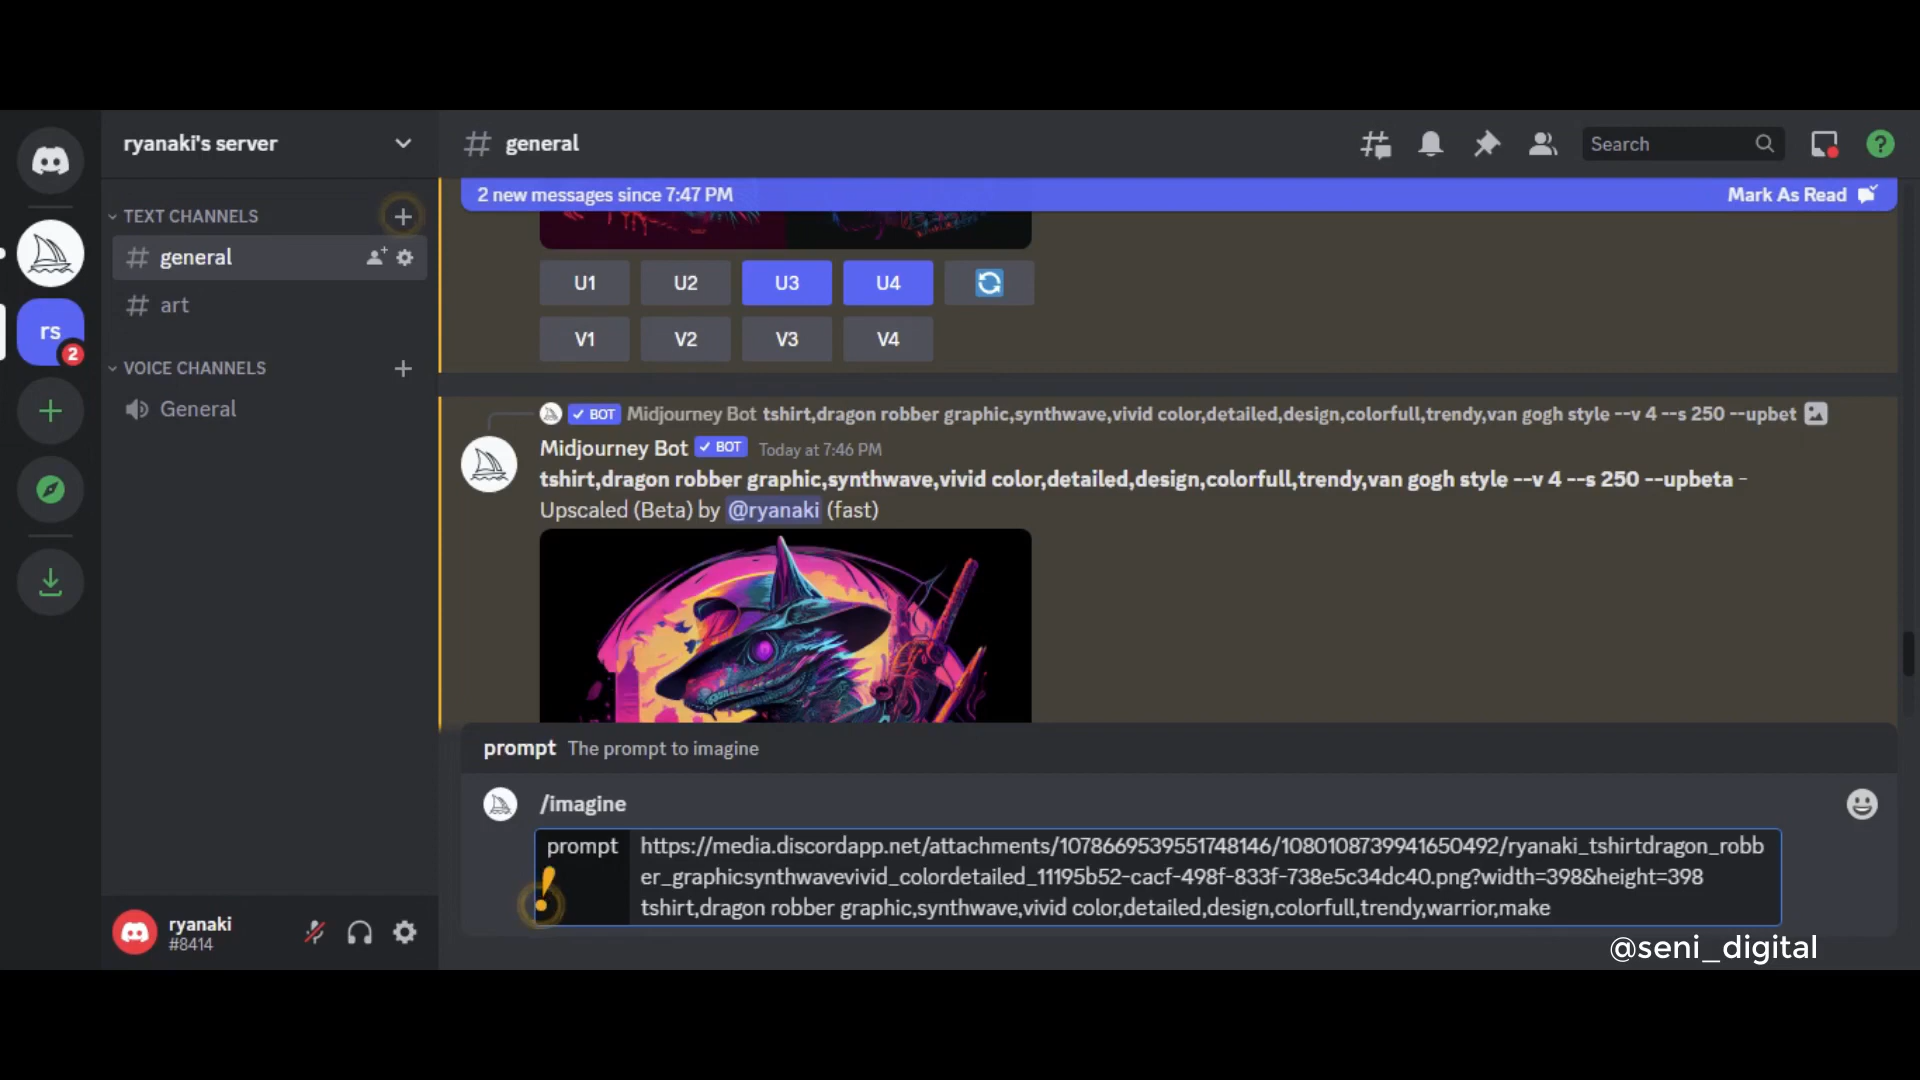 ryanaki's server
general
Search
2 new messages since 7:47 PM
Mark As Read
TEXT CHANNELS
general
art
VOICE CHANNELS
General
rs
2
U1 U2 U3 U4
V1 V2 V3 V4
BOT Midjourney Bot tshirt,dragon robber graphic,synthwave,vivid color,detailed,design,colorfull,trendy,van gogh style --v 4 --s 250 --upbet
Midjourney Bot BOT Today at 7:46 PM
tshirt,dragon robber graphic,synthwave,vivid color,detailed,design,colorfull,trendy,van gogh style --v 4 --s 250 --upbeta -
Upscaled (Beta) by @ryanaki (fast)
prompt The prompt to imagine
/imagine
prompt https://media.discordapp.net/attachments/1078669539551748146/1080108739941650492/ryanaki_tshirtdragon_robb
er_graphicsynthwavevivid_colordetailed_11195b52-cacf-498f-833f-738e5c34dc40.png?width=398&height=398
tshirt,dragon robber graphic,synthwave,vivid color,detailed,design,colorfull,trendy,warrior,make
ryanaki
#8414
@seni_digital